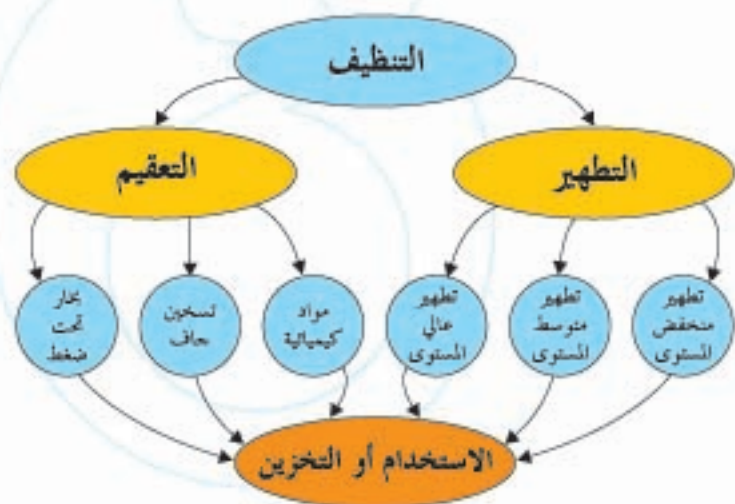 التنظيف
التطهير
التعقيم
تطهير
منخفض
المستوى
تطهير
متوسط
المستوى
تطهير
عالي
المستوى
مواد
كيميائية
تسخين
جاف
بخار
تحت
ضغط
الاستخدام أو التخزين